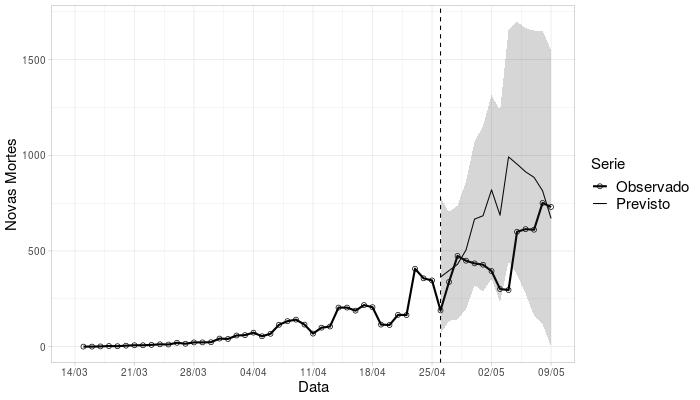 1500
1000
500
0
Novas Mortes
14/03 21/03 28/03 04/04 11/04 18/04 25/04 02/05 09/05
Data
Serie
Observado
Previsto